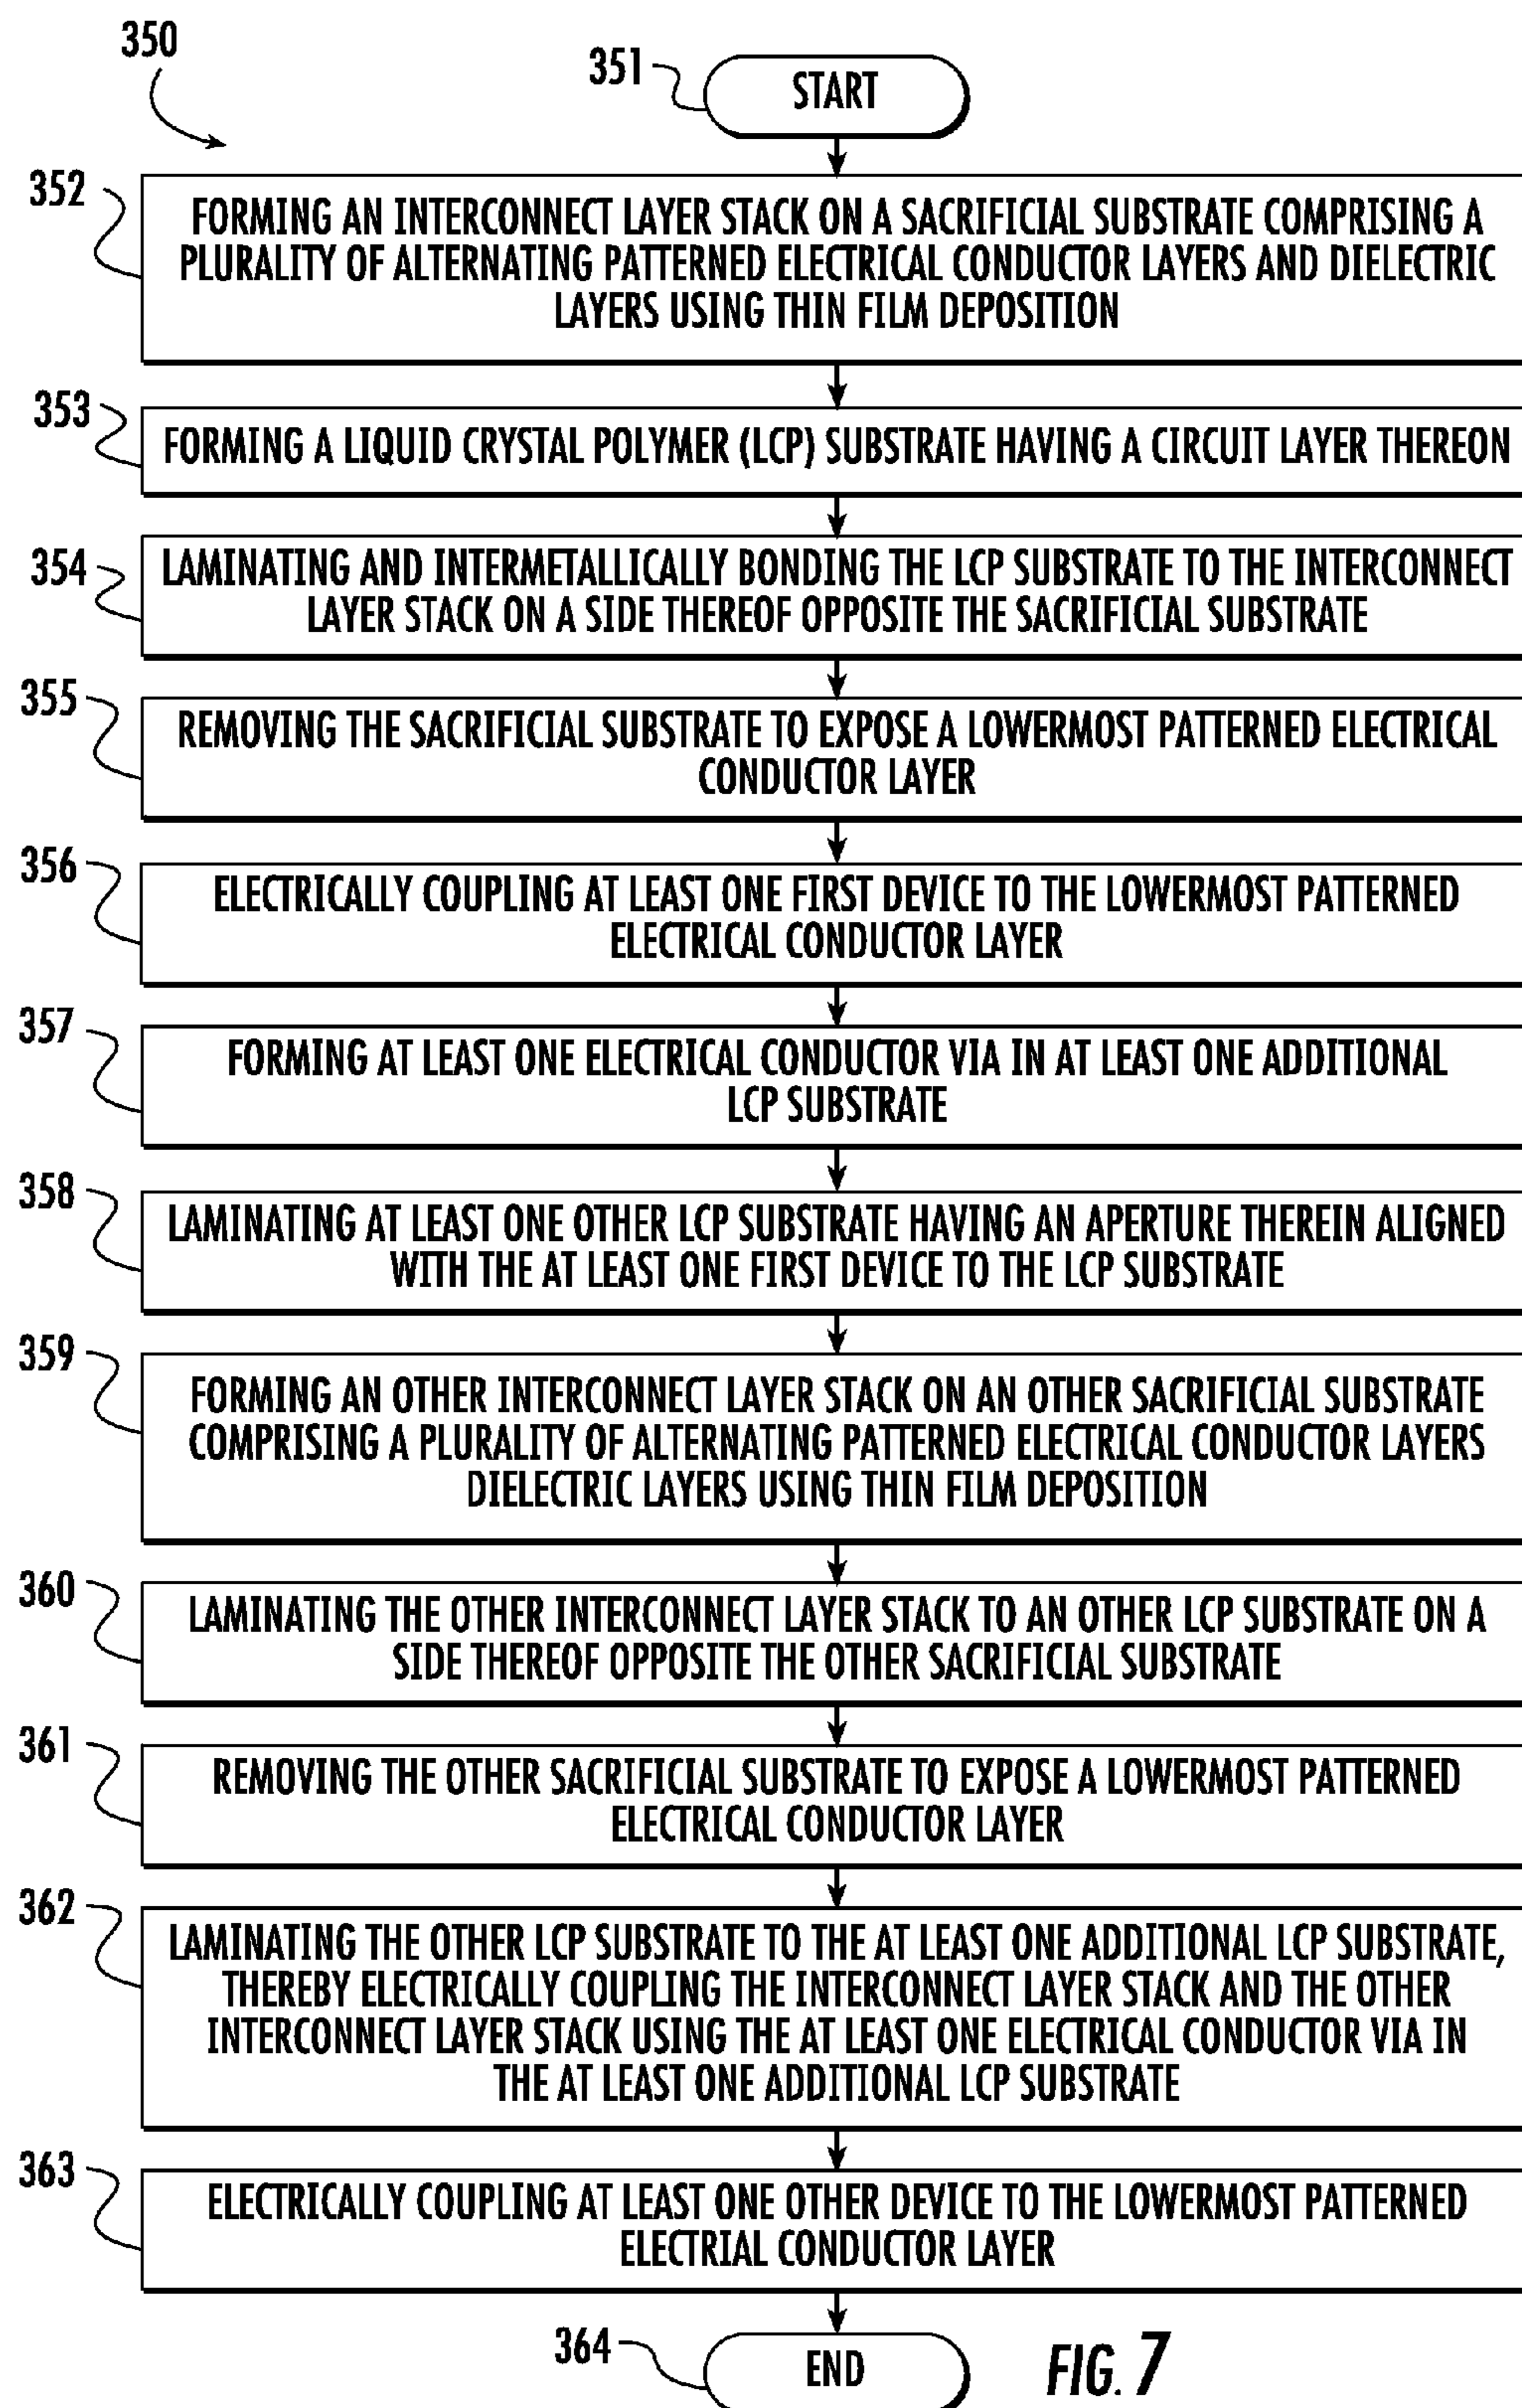 350
351
START
352
FORMING AN INTERCONNECT LAYER STACK ON A SACRIFICIAL SUBSTRATE COMPRISING A
PLURALITY OF ALTERNATING PATTERNED ELECTRICAL CONDUCTOR LAYERS AND DIELECTRIC
LAYERS USING THIN FILM DEPOSITION
353
FORMING A LIQUID CRYSTAL POLYMER (LCP) SUBSTRATE HAVING A CIRCUIT LAYER THEREON
354
LAMINATING AND INTERMETALLICALLY BONDING THE LCP SUBSTRATE TO THE INTERCONNECT
LAYER STACK ON A SIDE THEREOF OPPOSITE THE SACRIFICIAL SUBSTRATE
355
REMOVING THE SACRIFICIAL SUBSTRATE TO EXPOSE A LOWERMOST PATTERNED ELECTRICAL
CONDUCTOR LAYER
356
ELECTRICALLY COUPLING AT LEAST ONE FIRST DEVICE TO THE LOWERMOST PATTERNED
ELECTRICAL CONDUCTOR LAYER
357
FORMING AT LEAST ONE ELECTRICAL CONDUCTOR VIA IN AT LEAST ONE ADDITIONAL
LCP SUBSTRATE
358
LAMINATING AT LEAST ONE OTHER LCP SUBSTRATE HAVING AN APERTURE THEREIN ALIGNED
WITH THE AT LEAST ONE FIRST DEVICE TO THE LCP SUBSTRATE
359
FORMING AN OTHER INTERCONNECT LAYER STACK ON AN OTHER SACRIFICIAL SUBSTRATE
COMPRISING A PLURALITY OF ALTERNATING PATTERNED ELECTRICAL CONDUCTOR LAYERS
DIELECTRIC LAYERS USING THIN FILM DEPOSITION
360
LAMINATING THE OTHER INTERCONNECT LAYER STACK TO AN OTHER LCP SUBSTRATE ON A
SIDE THEREOF OPPOSITE THE OTHER SACRIFICIAL SUBSTRATE
361
REMOVING THE OTHER SACRIFICIAL SUBSTRATE TO EXPOSE A LOWERMOST PATTERNED
ELECTRICAL CONDUCTOR LAYER
362
LAMINATING THE OTHER LCP SUBSTRATE TO THE AT LEAST ONE ADDITIONAL LCP SUBSTRATE,
THEREBY ELECTRICALLY COUPLING THE INTERCONNECT LAYER STACK AND THE OTHER
INTERCONNECT LAYER STACK USING THE AT LEAST ONE ELECTRICAL CONDUCTOR VIA IN
THE AT LEAST ONE ADDITIONAL LCP SUBSTRATE
363
ELECTRICALLY COUPLING AT LEAST ONE OTHER DEVICE TO THE LOWERMOST PATTERNED
ELECTRIAL CONDUCTOR LAYER
364
END
FIG. 7